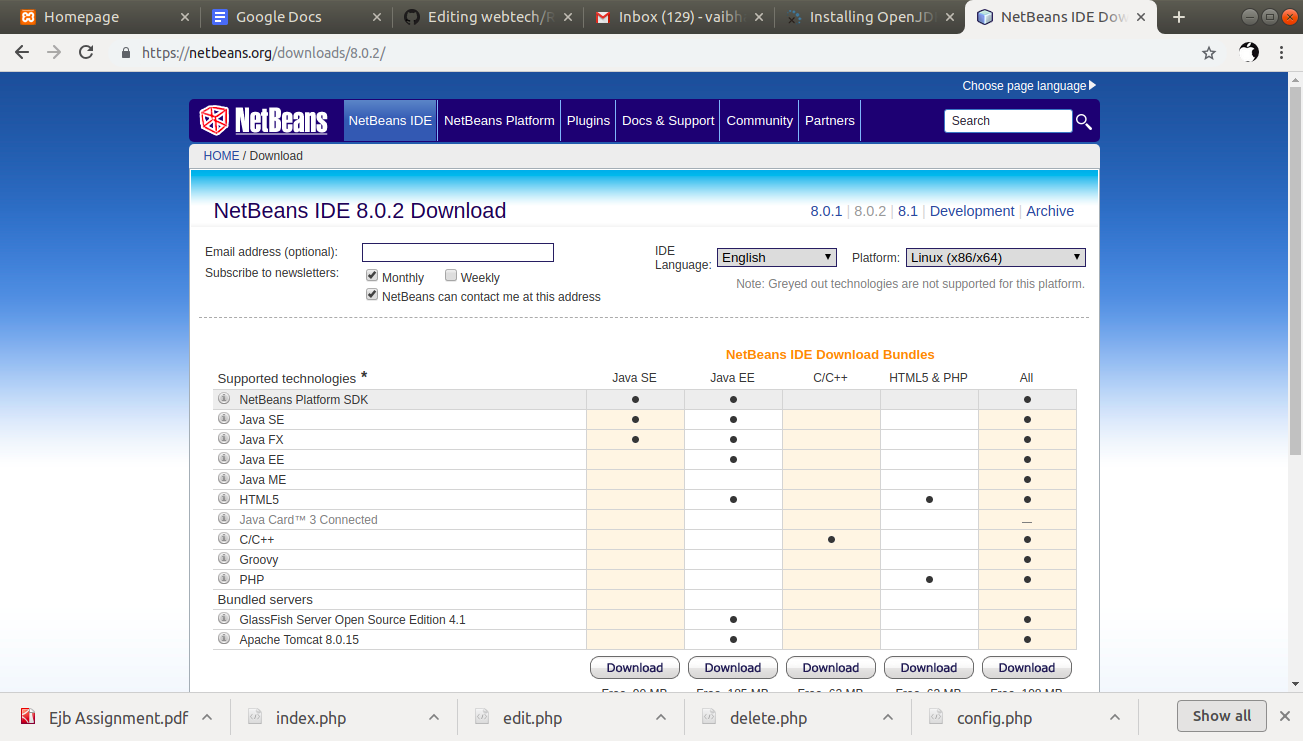 Homepage
Google Docs
Editing webtech/R
Inbox (129) - vaibh
Installing OpenJD
NetBeans IDE Dow
https://netbeans.org/downloads/8.0.2/
Choose page language
NetBeans
NetBeans IDE
NetBeans Platform
Plugins
Docs & Support
Community
Partners
Search
HOME / Download
NetBeans IDE 8.0.2 Download
8.0.1 | 8.0.2 | 8.1 | Development | Archive
Email address (optional):
IDE Language:
English
Platform:
Linux (x86/x64)
Subscribe to newsletters:
Monthly
Weekly
Note: Greyed out technologies are not supported for this platform.
NetBeans can contact me at this address
NetBeans IDE Download Bundles
Supported technologies *
Java SE
Java EE
C/C++
HTML5 & PHP
All
NetBeans Platform SDK
Java SE
Java FX
Java EE
Java ME
HTML5
Java Card™ 3 Connected
C/C++
Groovy
PHP
Bundled servers
GlassFish Server Open Source Edition 4.1
Apache Tomcat 8.0.15
Download
Download
Download
Download
Download
Ejb Assignment.pdf
index.php
edit.php
delete.php
config.php
Show all